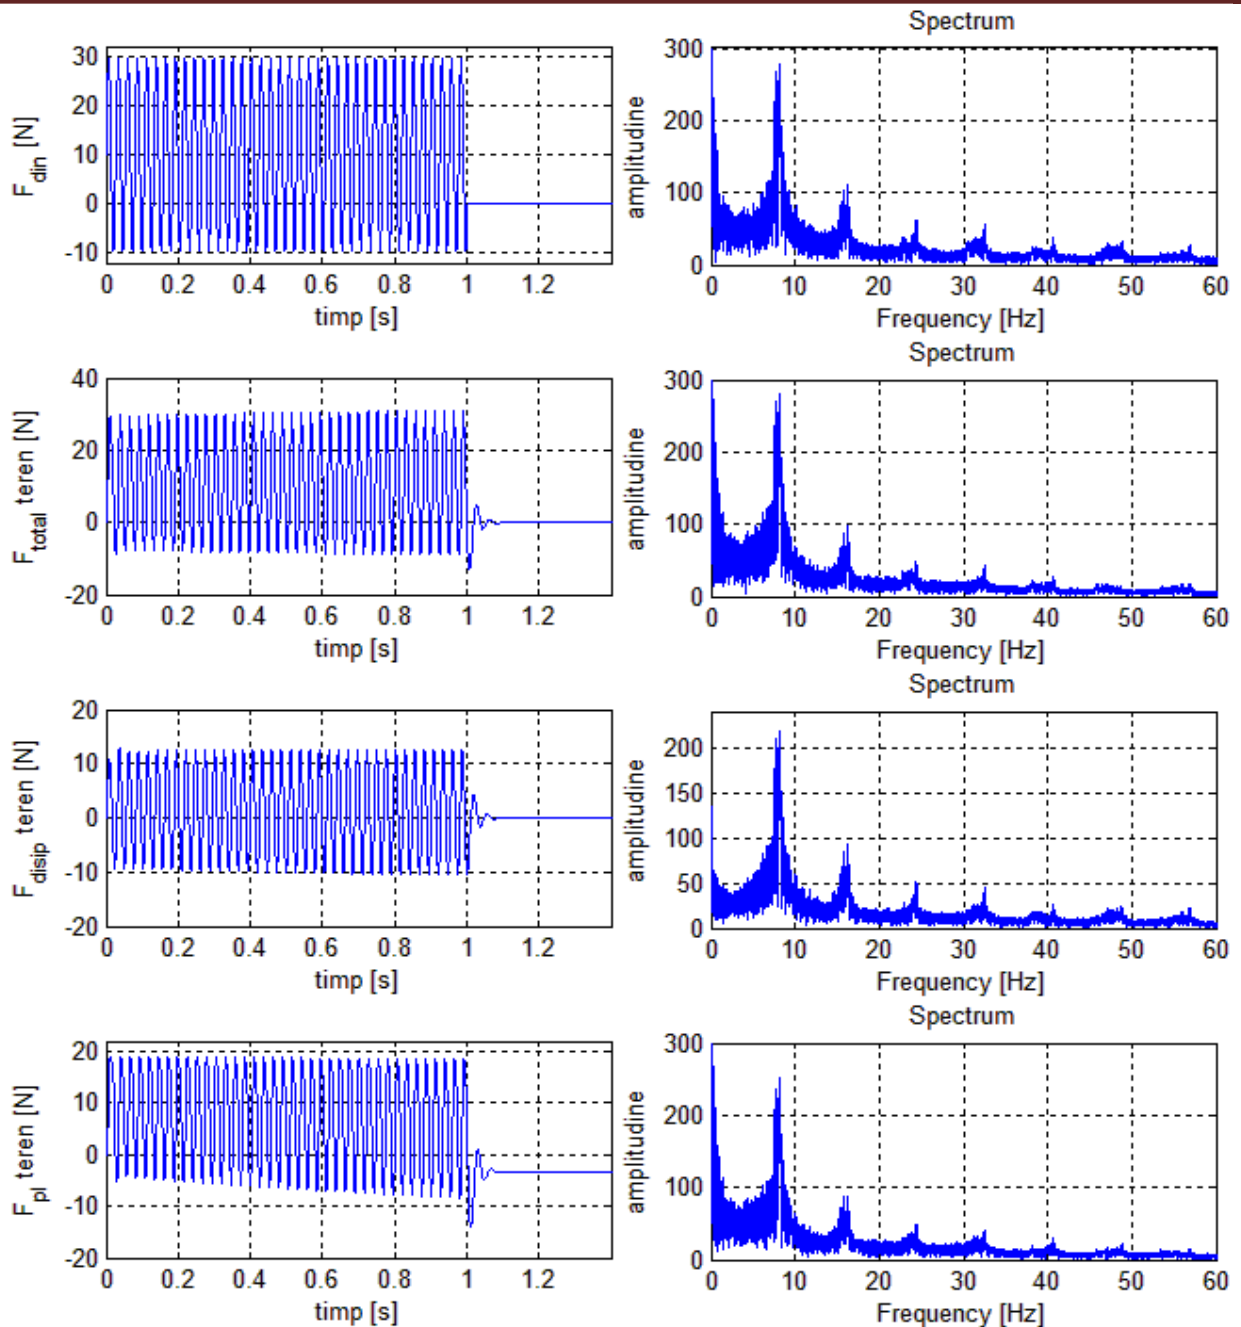 Spectrum
30
20
10
0
-10
F_din [N]
0 0.2 0.4 0.6 0.8 1 1.2
timp [s]
300
200
100
0
amplitudine
0 10 20 30 40 50 60
Frequency [Hz]
Spectrum
40
20
0
-20
F_total teren [N]
0 0.2 0.4 0.6 0.8 1 1.2
timp [s]
300
200
100
0
amplitudine
0 10 20 30 40 50 60
Frequency [Hz]
Spectrum
20
10
0
-10
-20
F_disip teren [N]
0 0.2 0.4 0.6 0.8 1 1.2
timp [s]
200
150
100
50
0
amplitudine
0 10 20 30 40 50 60
Frequency [Hz]
Spectrum
20
10
0
-10
-20
F_pl teren [N]
0 0.2 0.4 0.6 0.8 1 1.2
timp [s]
300
200
100
0
amplitudine
0 10 20 30 40 50 60
Frequency [Hz]